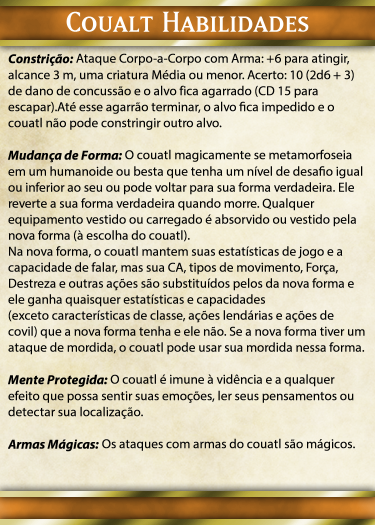 Coualt Habilidades
Constrição: Ataque Corpo-a-Corpo com Arma: +6 para atingir,
alcance 3 m, uma criatura Média ou menor. Acerto: 10 (2d6 + 3)
de dano de concussão e o alvo fica agarrado (CD 15 para
escapar).Até esse agarrão terminar, o alvo fica impedido e o
couatl não pode constringir outro alvo.
Mudança de Forma: O couatl magicamente se metamorfoseia
em um humanoide ou besta que tenha um nível de desafio igual
ou inferior ao seu ou pode voltar para sua forma verdadeira. Ele
reverte a sua forma verdadeira quando morre. Qualquer
equipamento vestido ou carregado é absorvido ou vestido pela
nova forma (à escolha do couatl).
Na nova forma, o couatl mantem suas estatísticas de jogo e a
capacidade de falar, mas sua CA, tipos de movimento, Força,
Destreza e outras ações são substituídos pelos da nova forma e
ele ganha quaisquer estatísticas e capacidades
(exceto características de classe, ações lendárias e ações de
covil) que a nova forma tenha e ele não. Se a nova forma tiver um
ataque de mordida, o couatl pode usar sua mordida nessa forma.
Mente Protegida: O couatl é imune à vidência e a qualquer
efeito que possa sentir suas emoções, ler seus pensamentos ou
detectar sua localização.
Armas Mágicas: Os ataques com armas do couatl são mágicos.